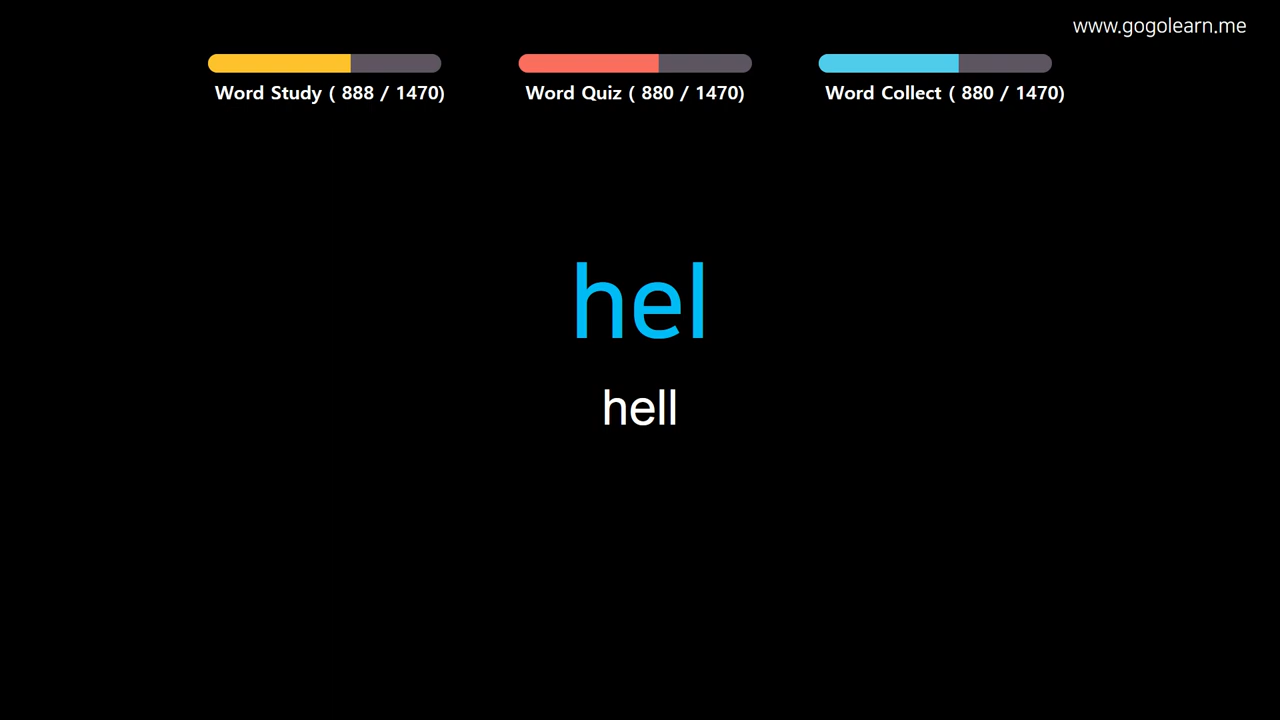 www.gogolearn.me
Word Study ( 888 / 1470)
Word Quiz ( 880 / 1470)
Word Collect ( 880 / 1470)
hel
hell